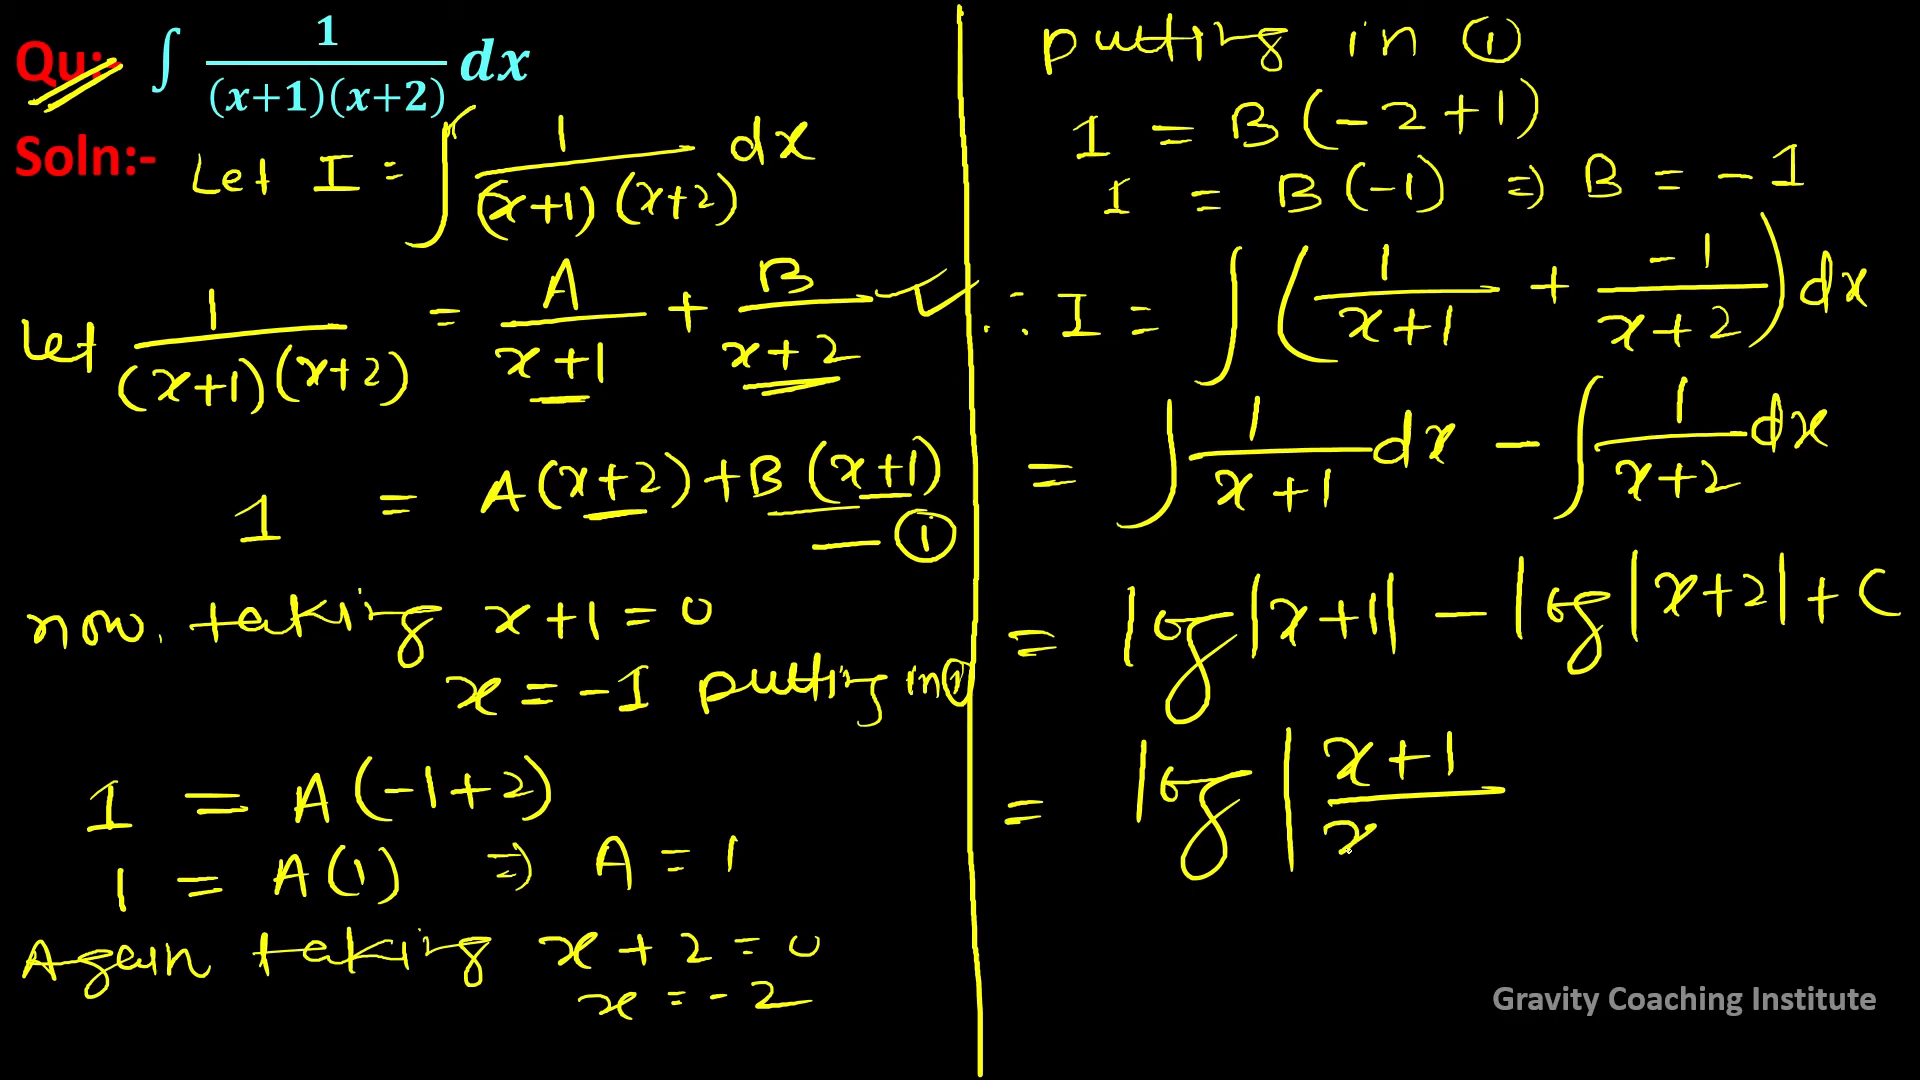 Qu:- ∫ 1/((x+1)(x+2)) dx
Soln:- Let I = ∫ 1/((x+1)(x+2)) dx
Let 1/((x+1)(x+2)) = A/(x+1) + B/(x+2)
1 = A(x+2) + B(x+1)
— ①
now. taking x+1 = 0
x = -1 putting in ①
1 = A(-1+2)
1 = A(1) ⇒ A = 1
Again taking x + 2 = 0
x = -2
putting in ①
1 = B(-2+1)
1 = B(-1) ⇒ B = -1
∴ I = ∫ (1/(x+1) + -1/(x+2)) dx
= ∫ 1/(x+1) dx - ∫ 1/(x+2) dx
= log|x+1| - log|x+2| + C
= log |(x+1)/x
Gravity Coaching Institute